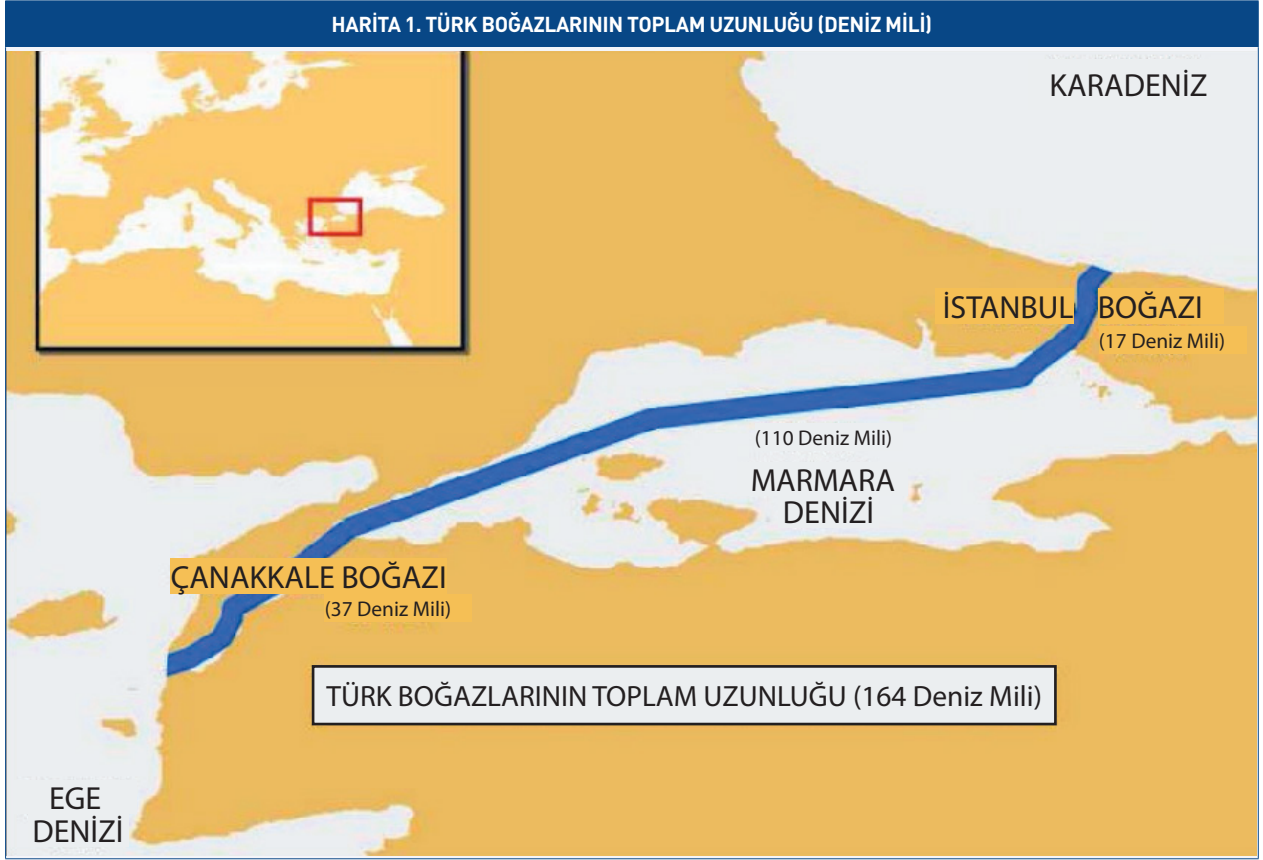 HARİTA 1. TÜRK BOĞAZLARININ TOPLAM UZUNLUĞU (DENİZ MİLİ)
KARADENİZ
İSTANBUL BOĞAZI
(17 Deniz Mili)
(110 Deniz Mili)
MARMARA
DENİZİ
ÇANAKKALE BOĞAZI
(37 Deniz Mili)
TÜRK BOĞAZLARININ TOPLAM UZUNLUĞU (164 Deniz Mili)
EGE
DENİZİ